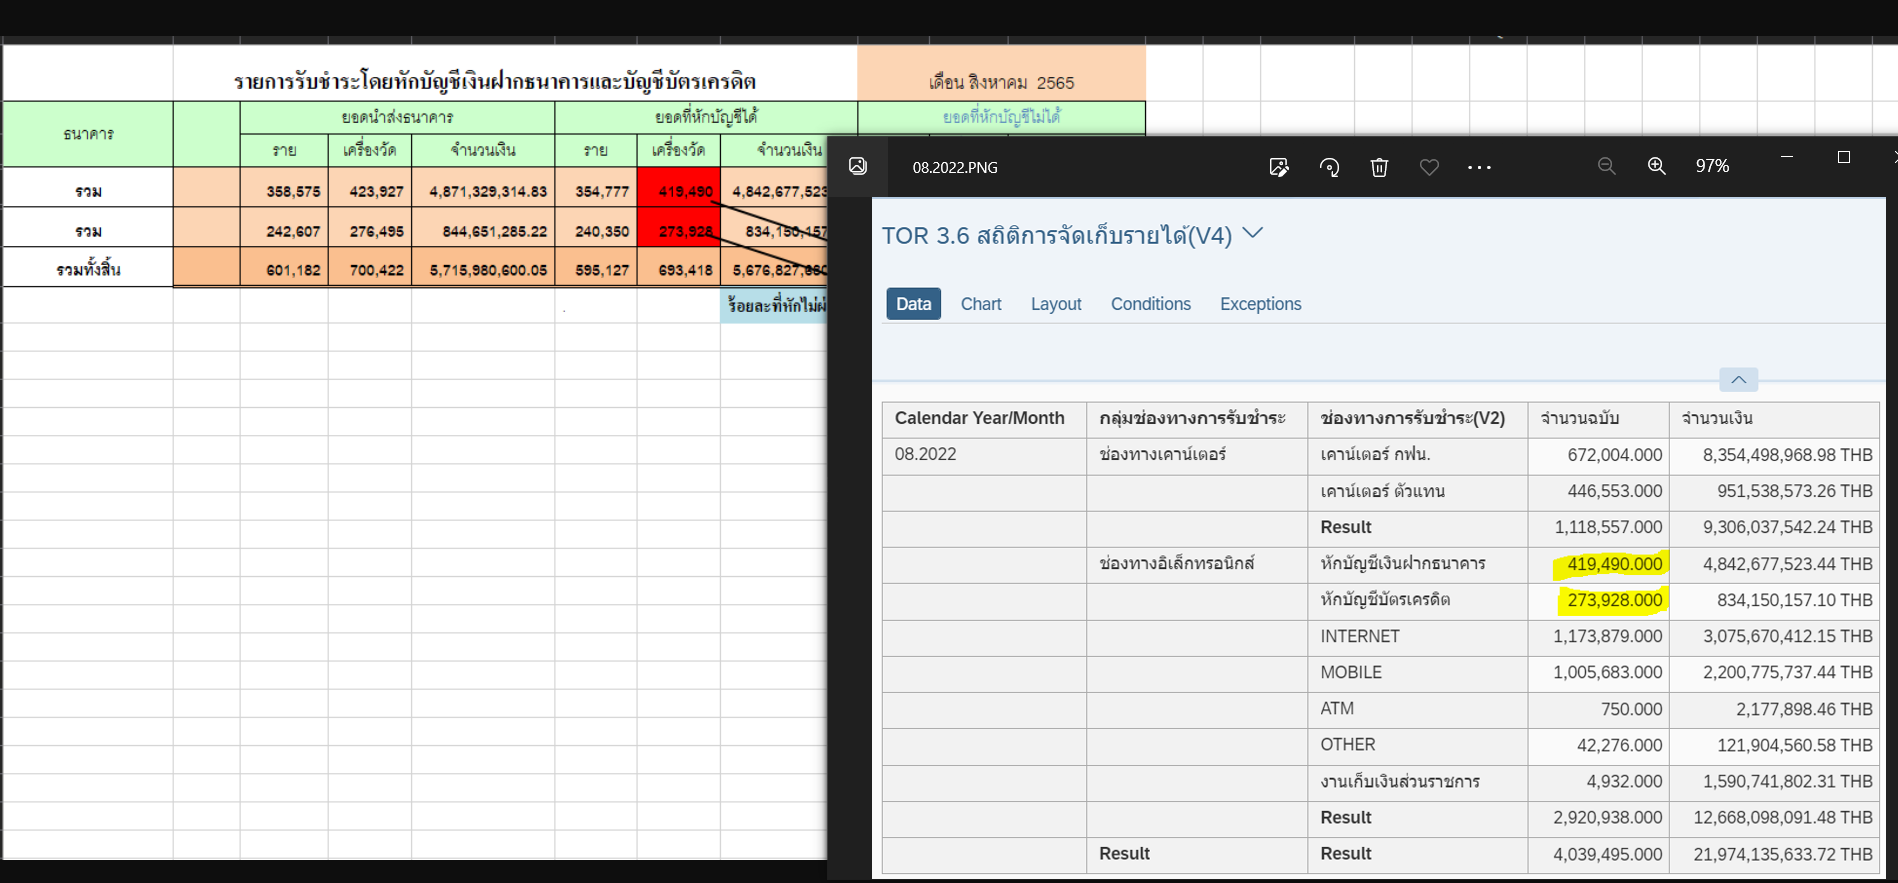 รายการรับชำระโดยหักบัญชีเงินฝากธนาคารและบัญชีบัตรเครดิต เดือน สิงหาคม 2565
ธนาคาร ยอดนำส่งธนาคาร ยอดที่หักบัญชีได้ ยอดที่หักบัญชีไม่ได้
ราย เครื่องวัด จำนวนเงิน ราย เครื่องวัด จำนวนเงิน
รวม 358,575 423,927 4,871,329,314.83 354,777 419,490 4,842,677,523
รวม 242,607 276,495 844,651,285.22 240,350 273,928 834,150,157
รวมทั้งสิ้น 601,182 700,422 5,715,980,600.05 595,127 693,418 5,676,827,680
ร้อยละที่หักไม่ผ่
08.2022.PNG 97%
TOR 3.6 สถิติการจัดเก็บรายได้(V4)
Data Chart Layout Conditions Exceptions
Calendar Year/Month กลุ่มช่องทางการรับชำระ ช่องทางการรับชำระ(V2) จำนวนฉบับ จำนวนเงิน
08.2022 ช่องทางเคาน์เตอร์ เคาน์เตอร์ กฟน. 672,004.000 8,354,498,968.98 THB
เคาน์เตอร์ ตัวแทน 446,553.000 951,538,573.26 THB
Result 1,118,557.000 9,306,037,542.24 THB
ช่องทางอิเล็กทรอนิกส์ หักบัญชีเงินฝากธนาคาร 419,490.000 4,842,677,523.44 THB
หักบัญชีบัตรเครดิต 273,928.000 834,150,157.10 THB
INTERNET 1,173,879.000 3,075,670,412.15 THB
MOBILE 1,005,683.000 2,200,775,737.44 THB
ATM 750.000 2,177,898.46 THB
OTHER 42,276.000 121,904,560.58 THB
งานเก็บเงินส่วนราชการ 4,932.000 1,590,741,802.31 THB
Result 2,920,938.000 12,668,098,091.48 THB
Result Result 4,039,495.000 21,974,135,633.72 THB